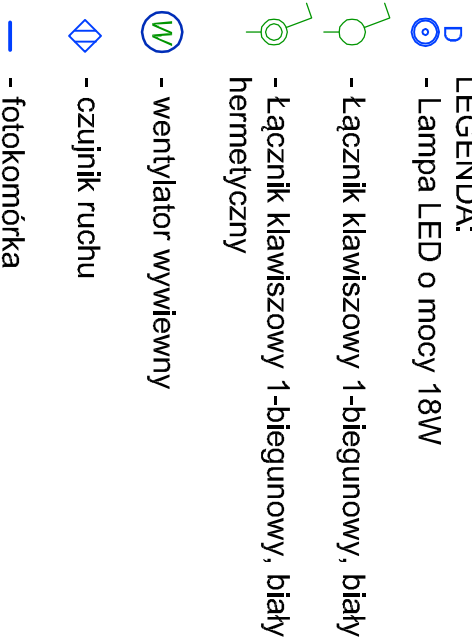 LEGENDA:
D - Lampa LED o mocy 18W
- Łącznik klawiszowy 1-biegunowy, biały
- Łącznik klawiszowy 1-biegunowy, biały
hermetyczny
W - wentylator wywiewny
- czujnik ruchu
- fotokomórka